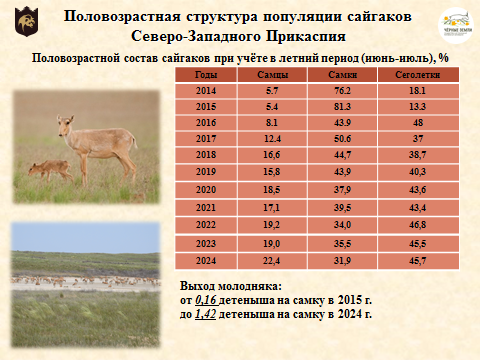 Половозрастная структура популяции сайгаков
Северо-Западного Прикаспия
Половозрастной состав сайгаков при учёте в летний период (июнь-июль), %
Годы Самцы Самки Сеголетки
2014 5.7 76.2 18.1
2015 5.4 81.3 13.3
2016 8.1 43.9 48
2017 12.4 50.6 37
2018 16,6 44,7 38,7
2019 15,8 43,9 40,3
2020 18,5 37,9 43,6
2021 17,1 39,5 43,4
2022 19,2 34,0 46,8
2023 19,0 35,5 45,5
2024 22,4 31,9 45,7
Выход молодняка:
от 0,16 детеныша на самку в 2015 г.
до 1,42 детеныша на самку в 2024 г.
ЧЁРНЫЕ ЗЕМЛИ